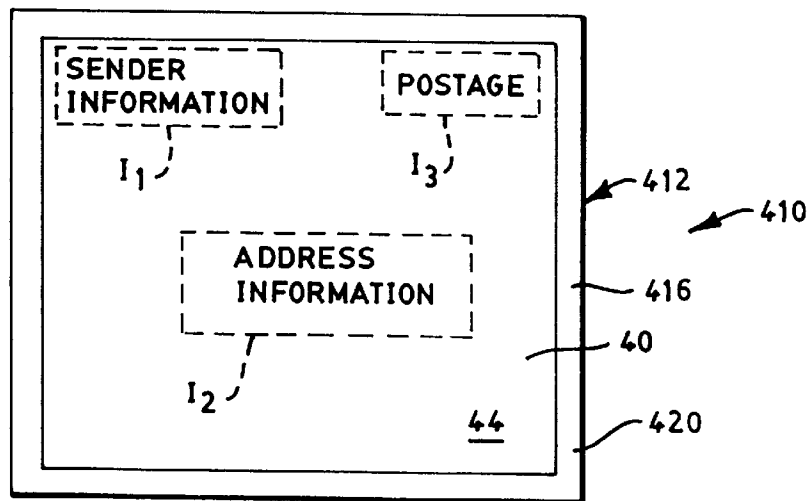 SENDER
INFORMATION
POSTAGE
I1
I3
412
410
ADDRESS
INFORMATION
416
40
I2
44
420